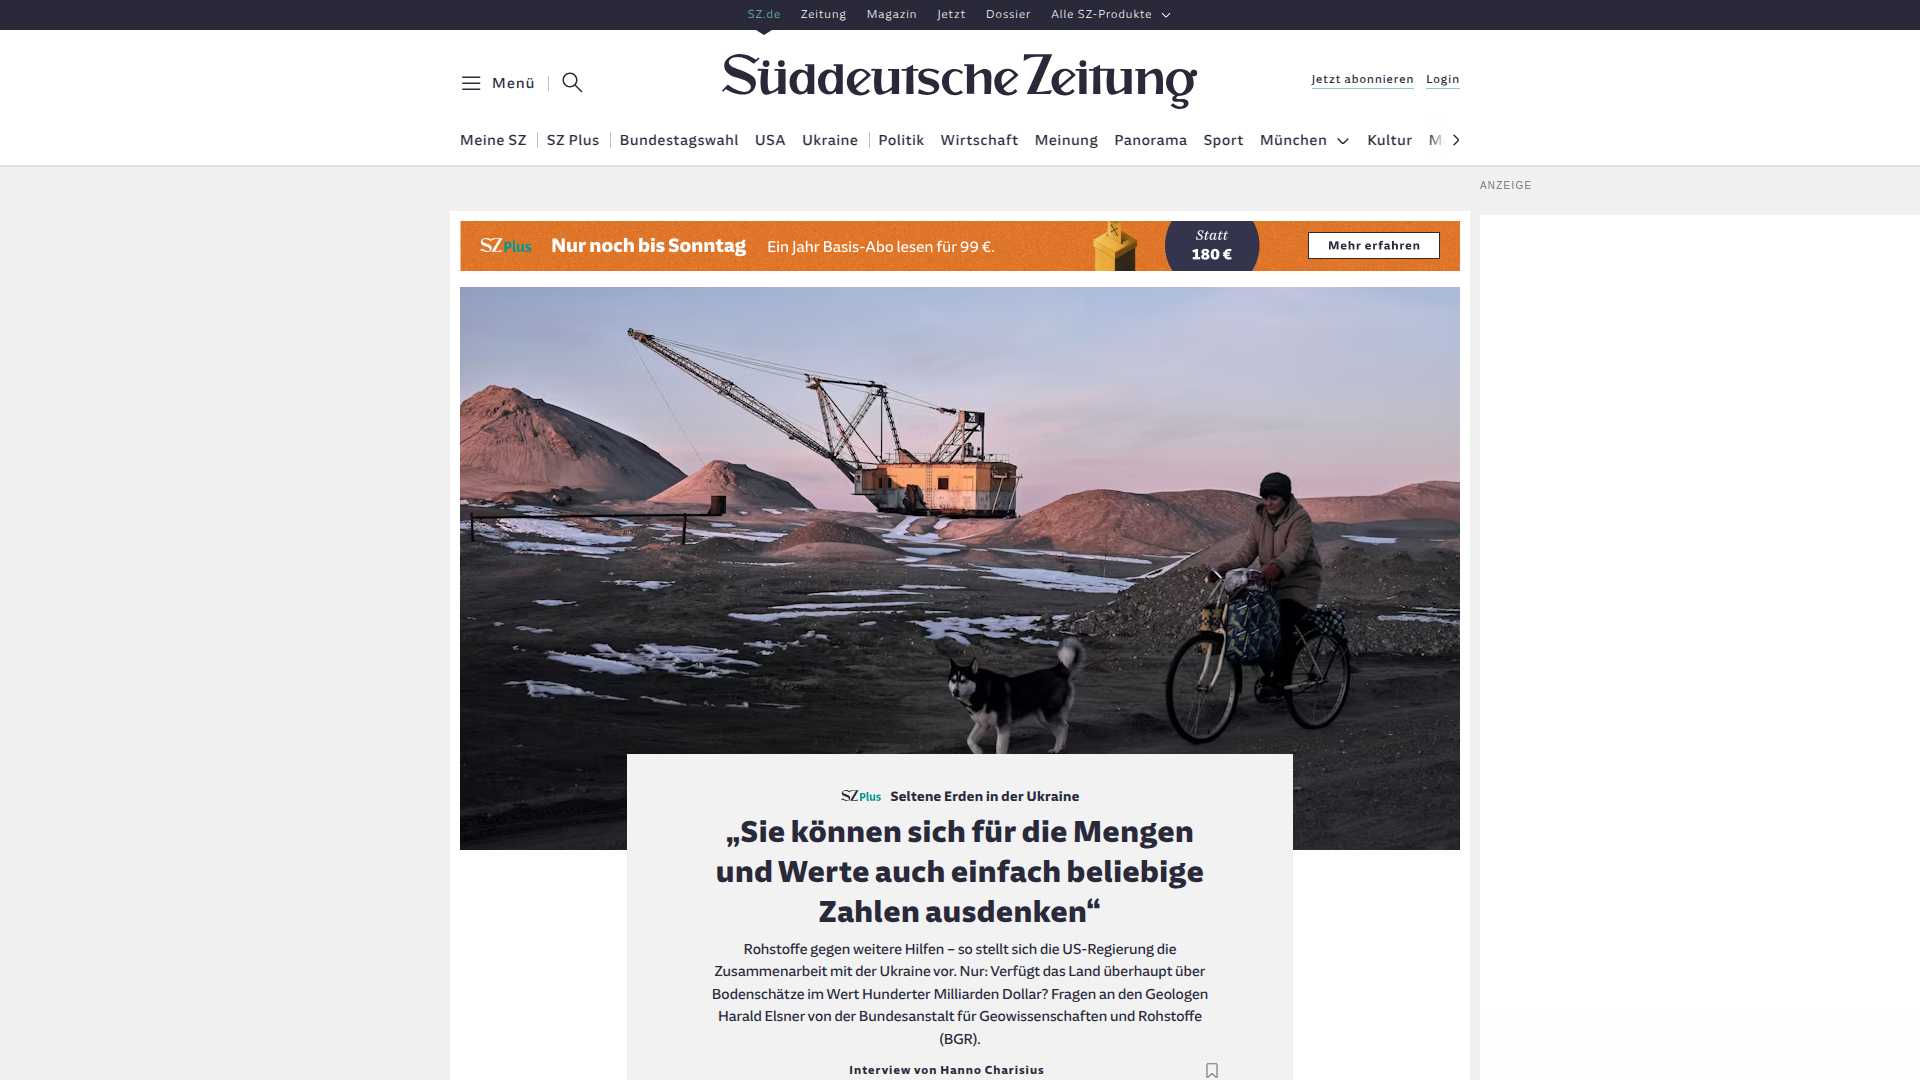 SZ.de Zeitung Magazin Jetzt Dossier Alle SZ-Produkte
Menü
Süddeutsche Zeitung
Jetzt abonnieren Login
Meine SZ SZ Plus Bundestagswahl USA Ukraine Politik Wirtschaft Meinung Panorama Sport München Kultur M
ANZEIGE
SZ Plus Nur noch bis Sonntag Ein Jahr Basis-Abo lesen für 99 €.
Statt
180 €
Mehr erfahren
SZ Plus Seltene Erden in der Ukraine
„Sie können sich für die Mengen
und Werte auch einfach beliebige
Zahlen ausdenken“
Rohstoffe gegen weitere Hilfen – so stellt sich die US-Regierung die
Zusammenarbeit mit der Ukraine vor. Nur: Verfügt das Land überhaupt über
Bodenschätze im Wert Hunderter Milliarden Dollar? Fragen an den Geologen
Harald Elsner von der Bundesanstalt für Geowissenschaften und Rohstoffe
(BGR).
Interview von Hanno Charisius